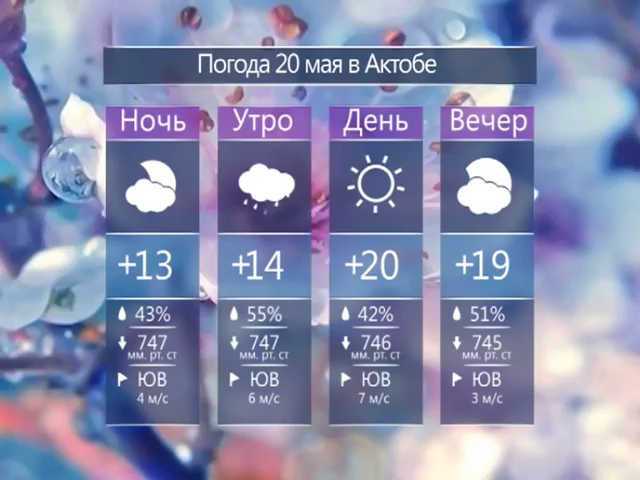 Погода 20 мая в Актобе
Ночь Утро День Вечер
+13 +14 +20 +19
43% 55% 42% 51%
747 747 746 745
мм. рт. ст мм. рт. ст мм. рт. ст мм. рт. ст
ЮВ ЮВ ЮВ ЮВ
4 м/с 6 м/с 7 м/с 3 м/с